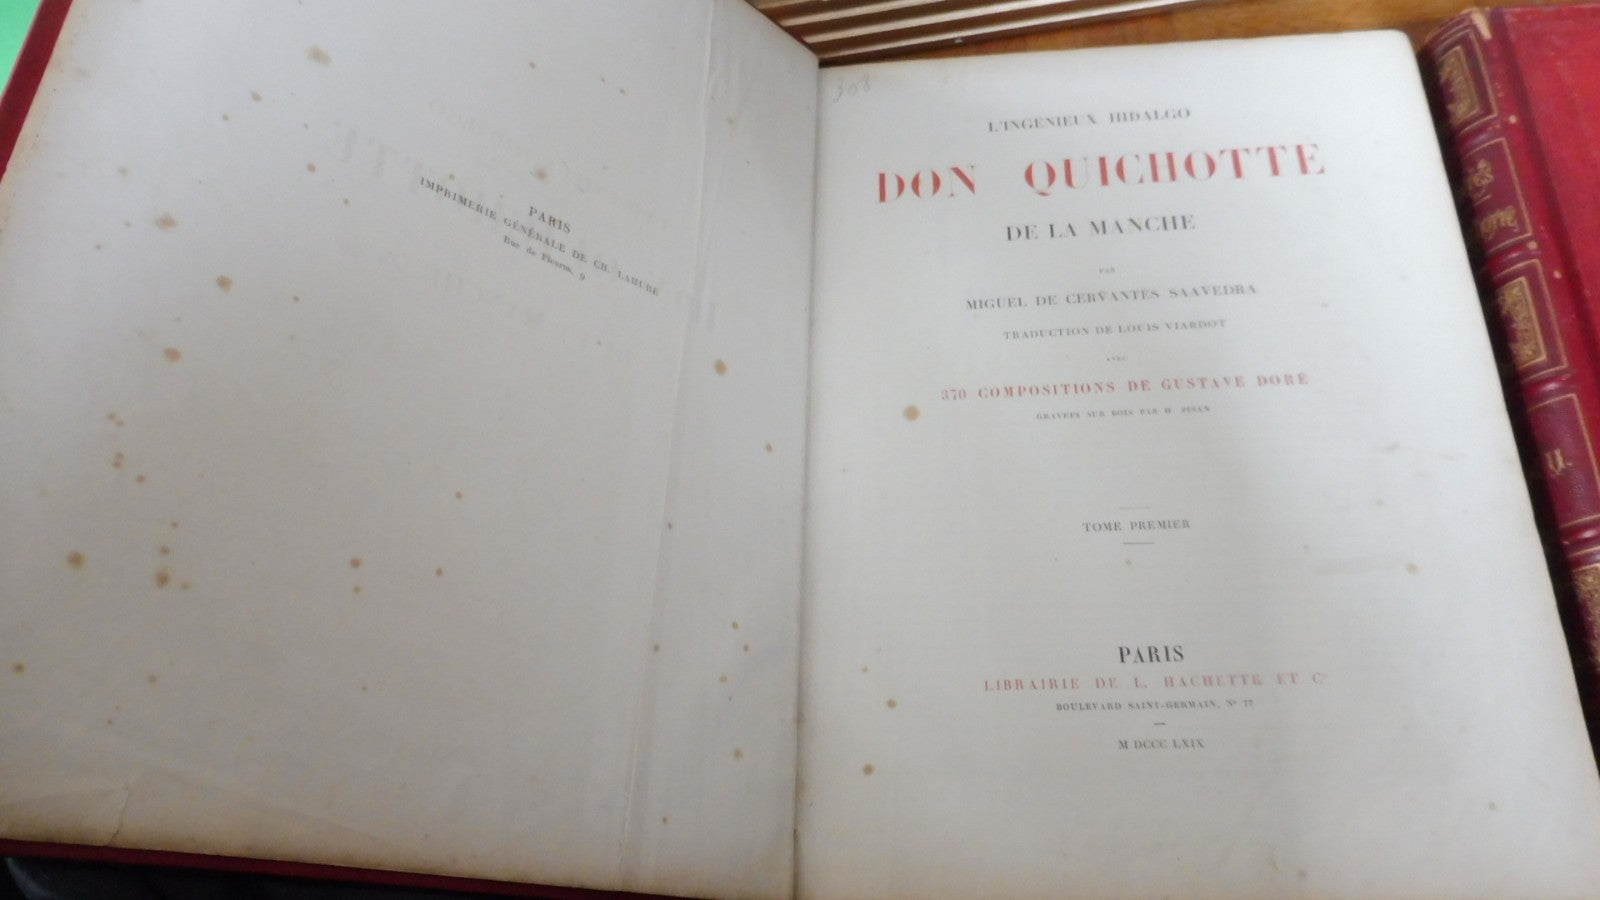 PARIS
IMPRIMERIE GÉNÉRALE DE CH. LAHURE
Rue de Fleurus, 9
308
L'INGÉNIEUX HIDALGO
DON QUICHOTTE
DE LA MANCHE
PAR
MIGUEL DE CERVANTES SAAVEDRA
TRADUCTION DE LOUIS VIARDOT
AVEC
370 COMPOSITIONS DE GUSTAVE DORÉ
GRAVÉES SUR BOIS PAR H. PISAN
TOME PREMIER
PARIS
LIBRAIRIE DE L. HACHETTE ET Cie
BOULEVARD SAINT-GERMAIN, No 77
M DCCC LXIX